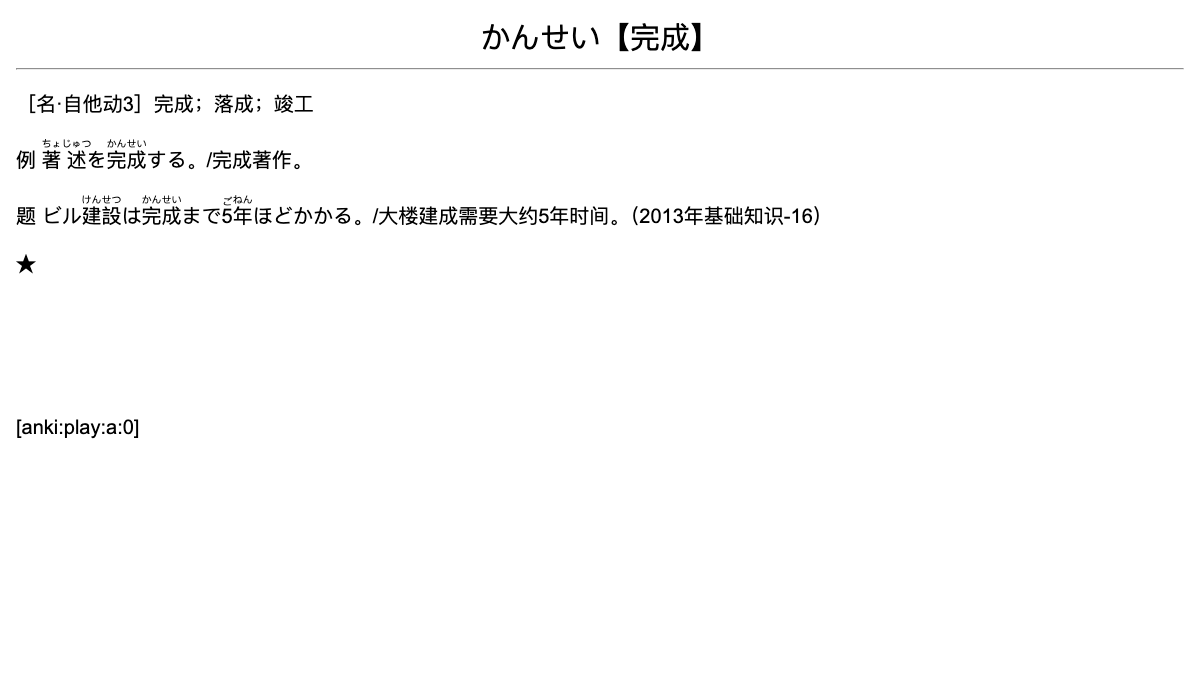 かんせい【完成】
［名·自他动3］完成；落成；竣工
ちょじゅつ かんせい
例 著述を完成する。/完成著作。
けんせつ かんせい ごねん
题 ビル建設は完成まで5年ほどかかる。/大楼建成需要大约5年时间。（2013年基础知识-16）
★
[anki:play:a:0]